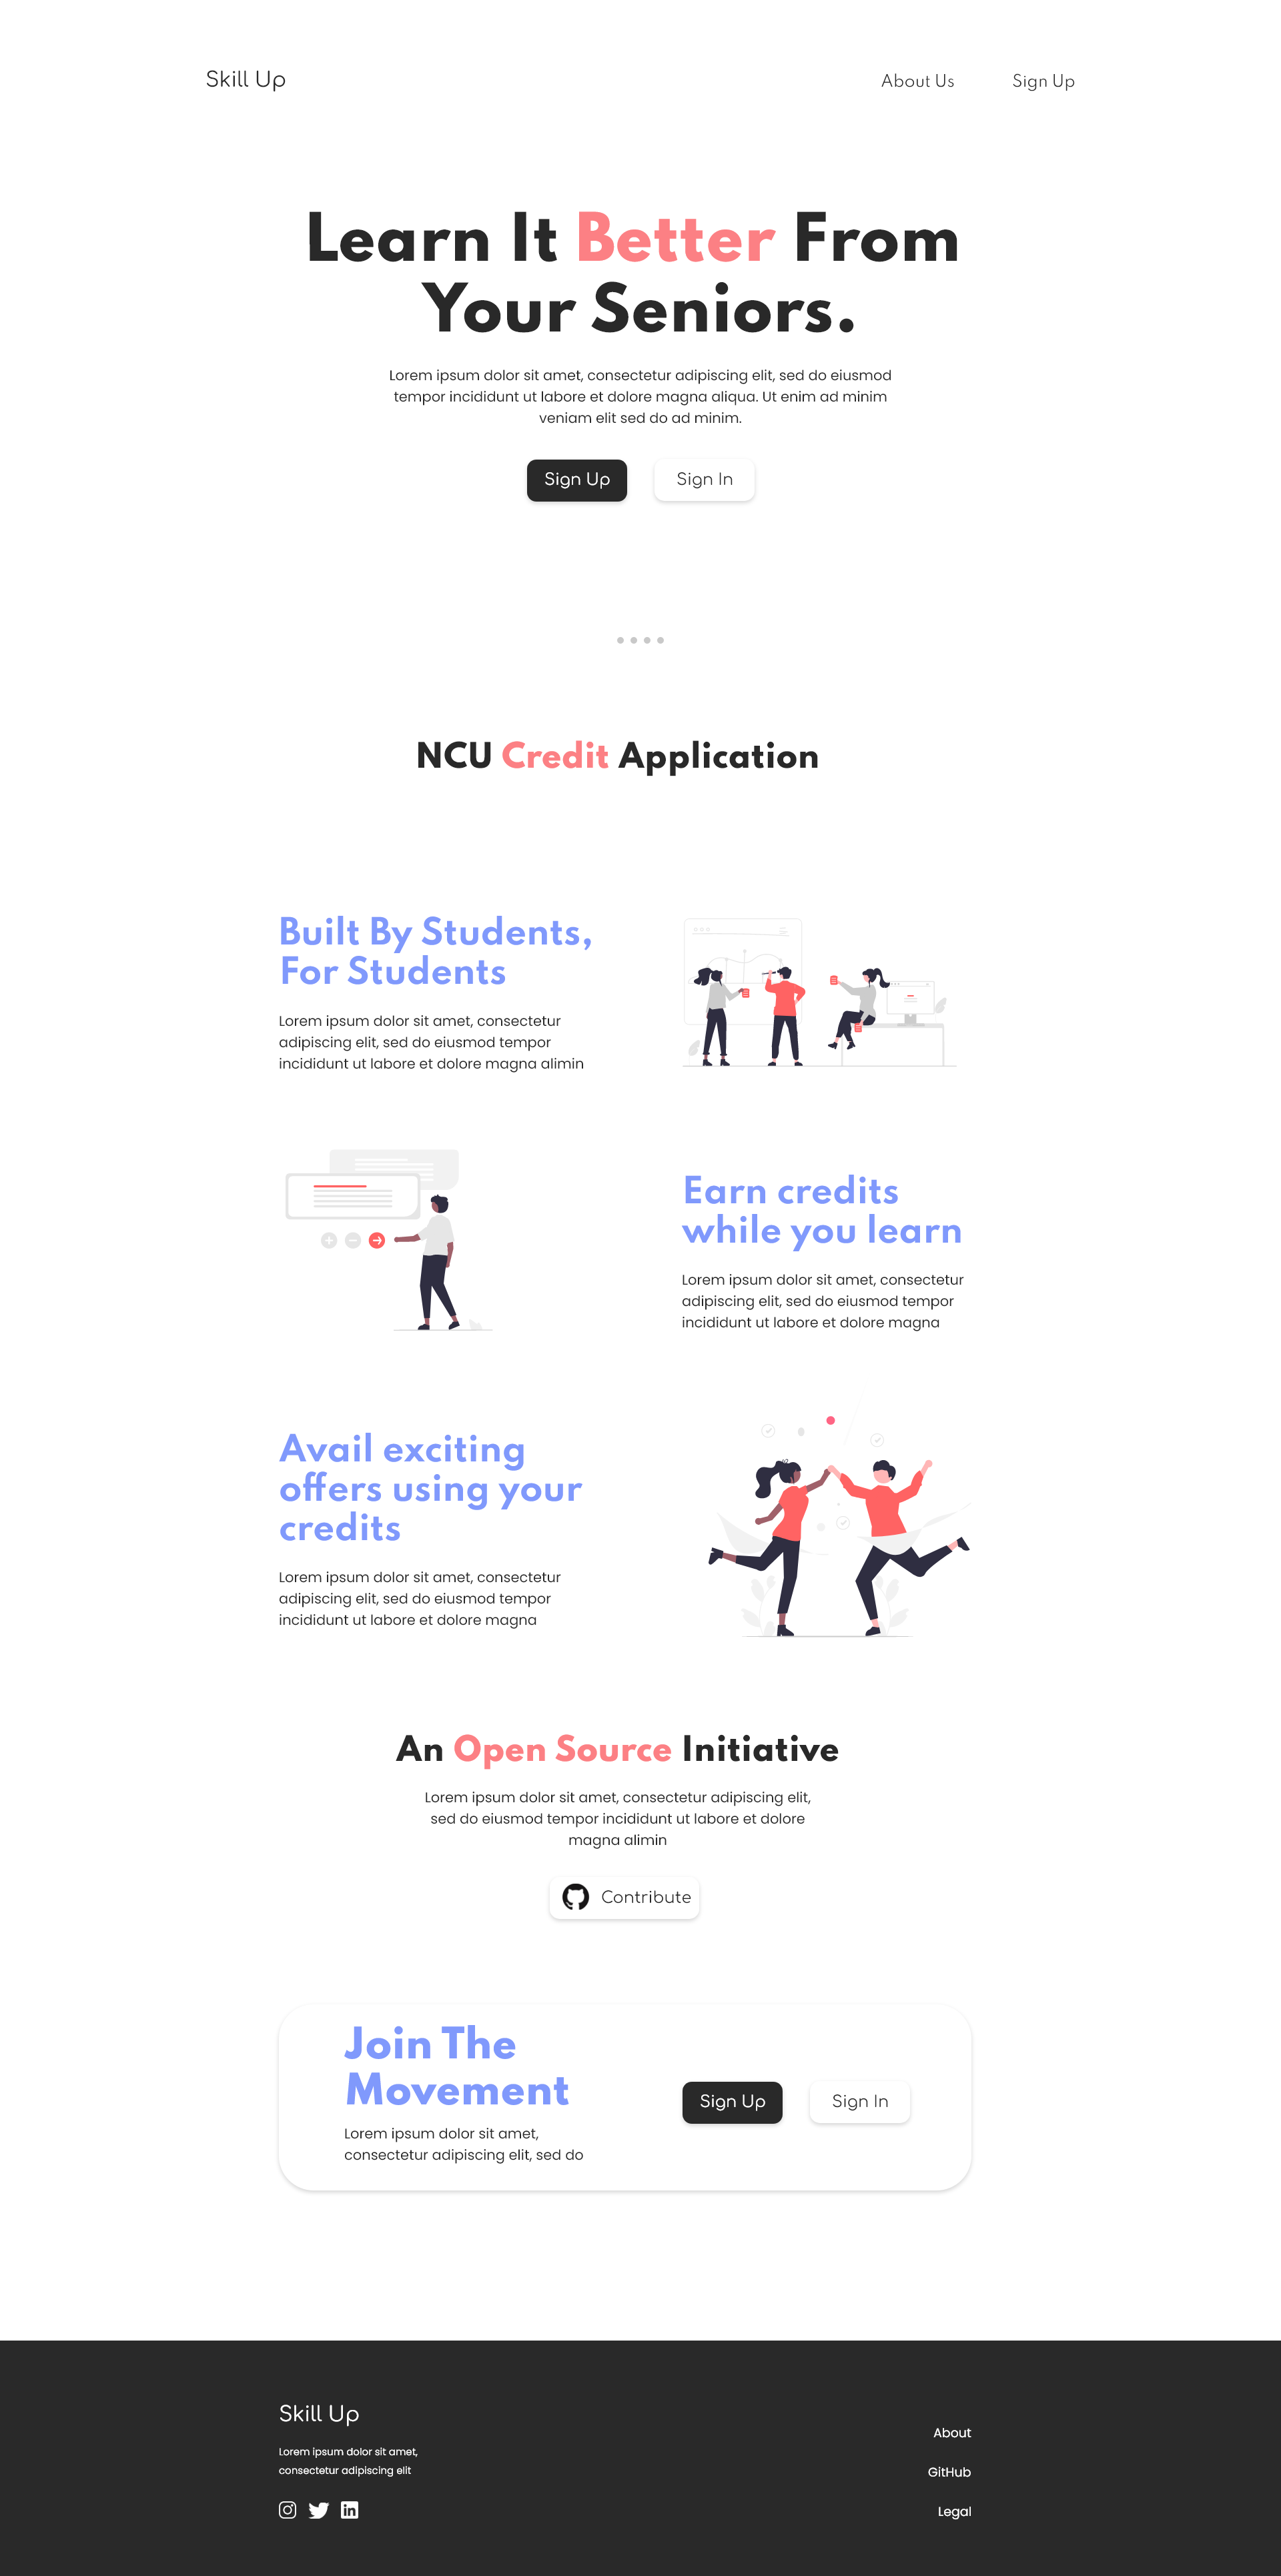 Skill Up
About Us
Sign Up
Learn It Better From
Your Seniors.
Lorem ipsum dolor sit amet, consectetur adipiscing elit, sed do eiusmod
tempor incididunt ut labore et dolore magna aliqua. Ut enim ad minim
veniam elit sed do ad minim.
Sign Up
Sign In
NCU Credit Application
Built By Students,
For Students
Lorem ipsum dolor sit amet, consectetur
adipiscing elit, sed do eiusmod tempor
incididunt ut labore et dolore magna alimin
Earn credits
while you learn
Lorem ipsum dolor sit amet, consectetur
adipiscing elit, sed do eiusmod tempor
incididunt ut labore et dolore magna
Avail exciting
offers using your
credits
Lorem ipsum dolor sit amet, consectetur
adipiscing elit, sed do eiusmod tempor
incididunt ut labore et dolore magna
An Open Source Initiative
Lorem ipsum dolor sit amet, consectetur adipiscing elit,
sed do eiusmod tempor incididunt ut labore et dolore
magna alimin
Contribute
Join The
Movement
Lorem ipsum dolor sit amet,
consectetur adipiscing elit, sed do
Sign Up
Sign In
Skill Up
Lorem ipsum dolor sit amet,
consectetur adipiscing elit
About
GitHub
Legal